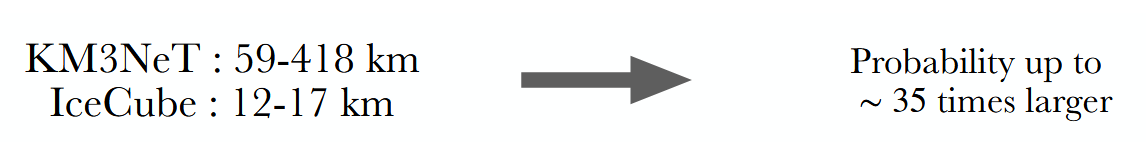 KM3NeT : 59-418 km
IceCube : 12-17 km
Probability up to
~ 35 times larger